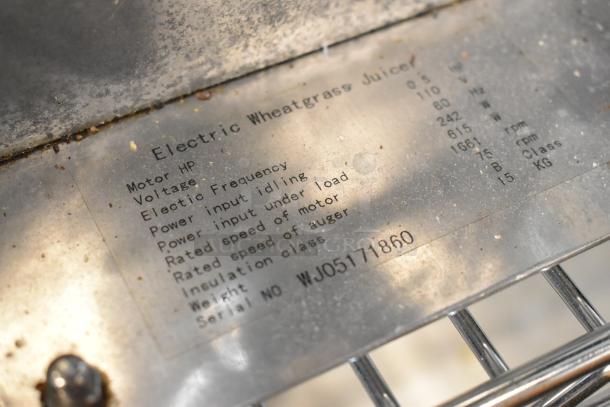 Electric Wheatgrass Juicer
Motor HP 0.5 HP
Voltage 110 V
Electic Frequency 60 Hz
Power input idling 242 W
Power input under load 615 W
Rated speed of motor 1661 rpm
Rated speed of auger 75 rpm
Insulation class B Class
Weight 15 KG
Serial NO WJ05171860